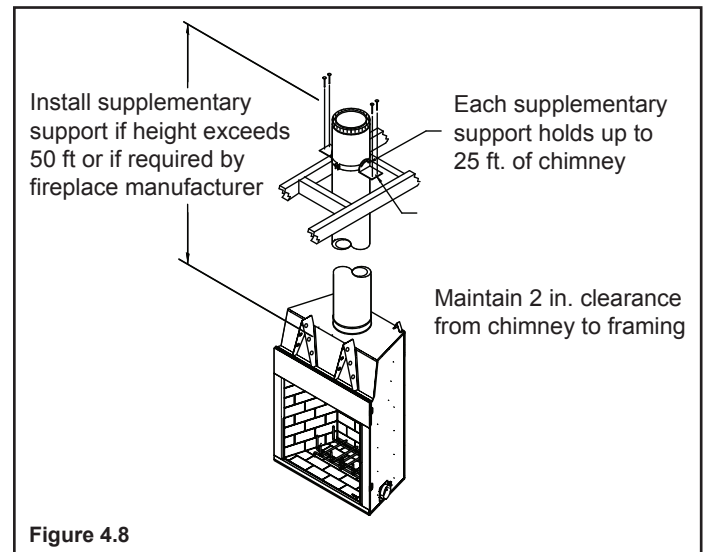 Install supplementary
support if height exceeds
50 ft or if required by
fireplace manufacturer
Each supplementary
support holds up to
25 ft. of chimney
Maintain 2 in. clearance
from chimney to framing
Figure 4.8